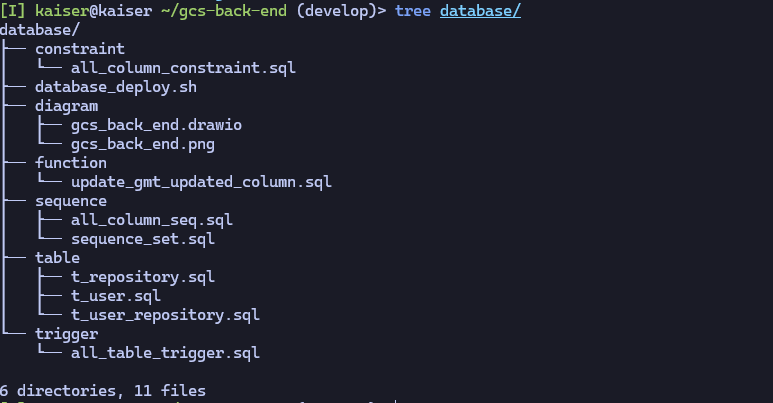 [I] kaiser@kaiser ~/gcs-back-end (develop)> tree database/
database/
├── constraint
│   └── all_column_constraint.sql
├── database_deploy.sh
├── diagram
│   ├── gcs_back_end.drawio
│   └── gcs_back_end.png
├── function
│   └── update_gmt_updated_column.sql
├── sequence
│   ├── all_column_seq.sql
│   └── sequence_set.sql
├── table
│   ├── t_repository.sql
│   ├── t_user.sql
│   └── t_user_repository.sql
└── trigger
    └── all_table_trigger.sql
6 directories, 11 files